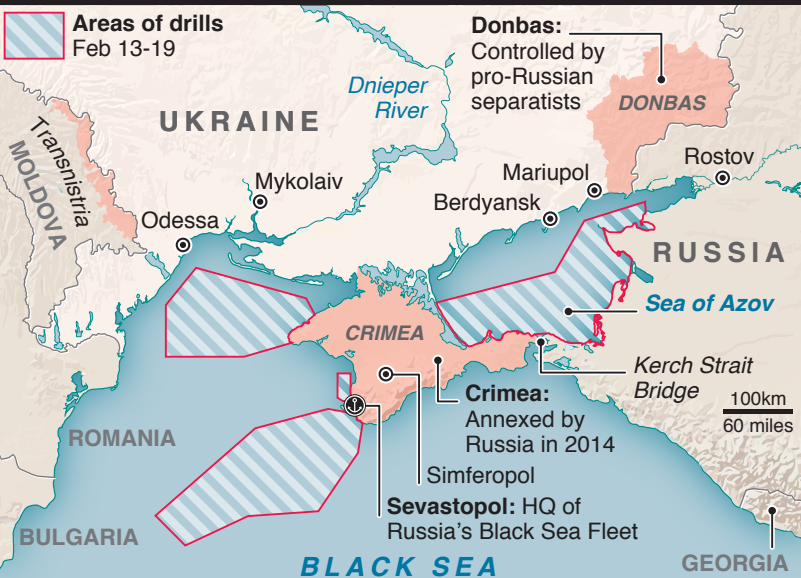 Areas of drills
Feb 13-19
Donbas:
Controlled by
pro-Russian
separatists
DONBAS
Dnieper
River
UKRAINE
Transnistria
MOLDOVA
Mykolaiv
Odessa
Mariupol
Berdyansk
Rostov
RUSSIA
Sea of Azov
CRIMEA
Kerch Strait
Bridge
100km
60 miles
Crimea:
Annexed by
Russia in 2014
Simferopol
Sevastopol: HQ of
Russia's Black Sea Fleet
ROMANIA
BULGARIA
BLACK SEA
GEORGIA